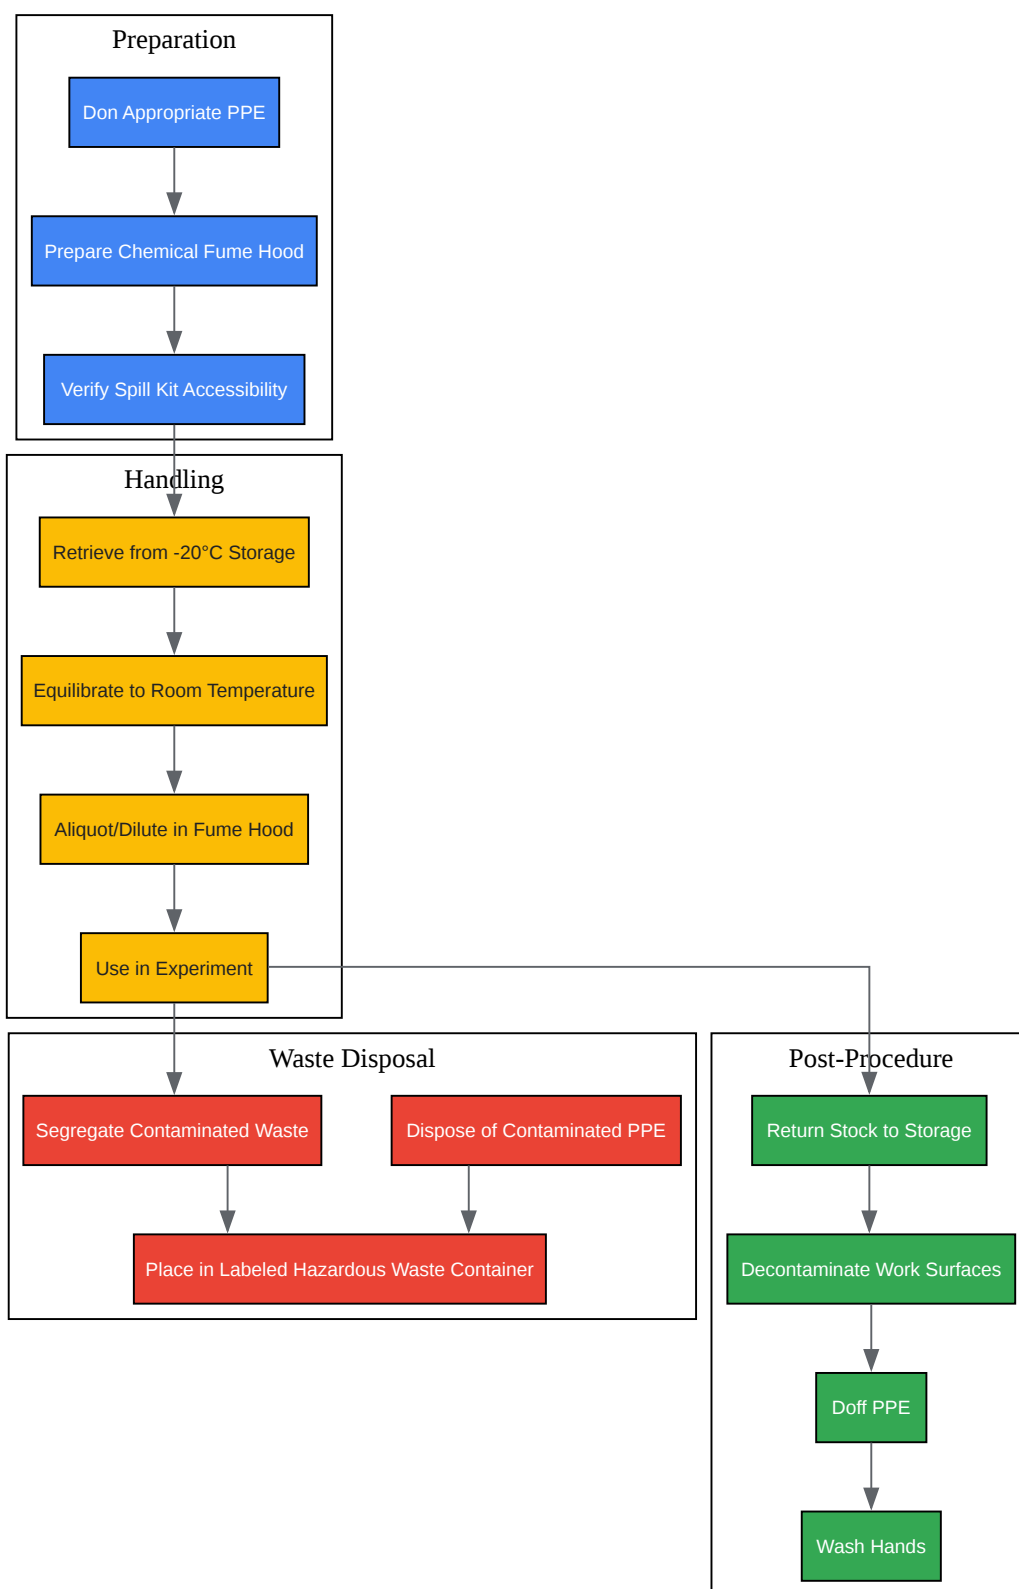 Preparation
Don Appropriate PPE
Prepare Chemical Fume Hood
Verify Spill Kit Accessibility
Handling
Retrieve from -20°C Storage
Equilibrate to Room Temperature
Aliquot/Dilute in Fume Hood
Use in Experiment
Waste Disposal
Segregate Contaminated Waste
Dispose of Contaminated PPE
Place in Labeled Hazardous Waste Container
Post-Procedure
Return Stock to Storage
Decontaminate Work Surfaces
Doff PPE
Wash Hands